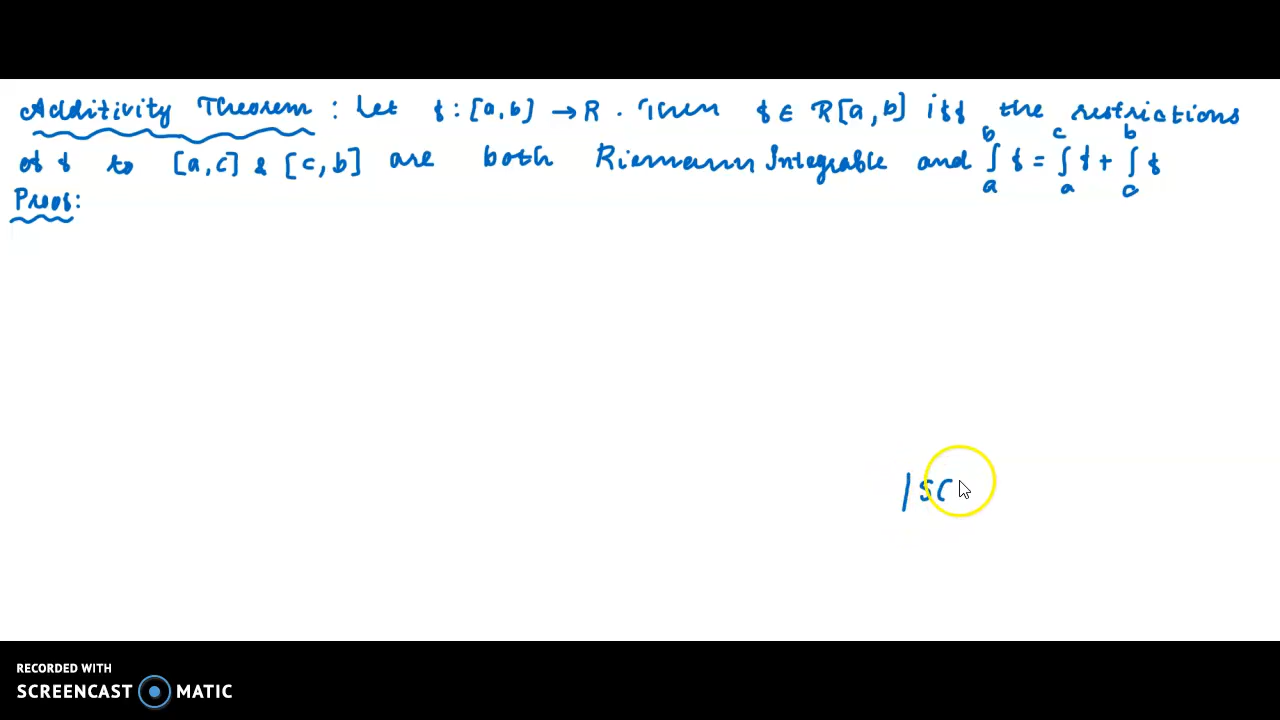 Additivity Theorem : Let f : [a,b] → R . Then f ∈ R[a,b] iff the restrictions
of f to [a,c] & [c,b] are both Riemann Integrable and ∫_a^b f = ∫_a^c f + ∫_c^b f
Proof:
|S(
RECORDED WITH
SCREENCAST MATIC